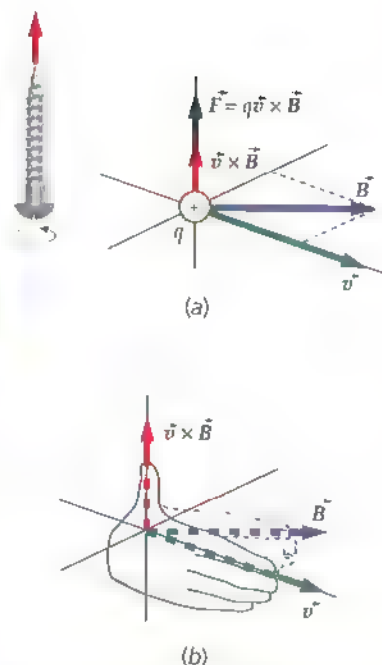 F⃗ = qv⃗ × B⃗
v⃗ × B⃗
B⃗
q
v⃗
(a)
v⃗ × B⃗
B⃗
v⃗
(b)